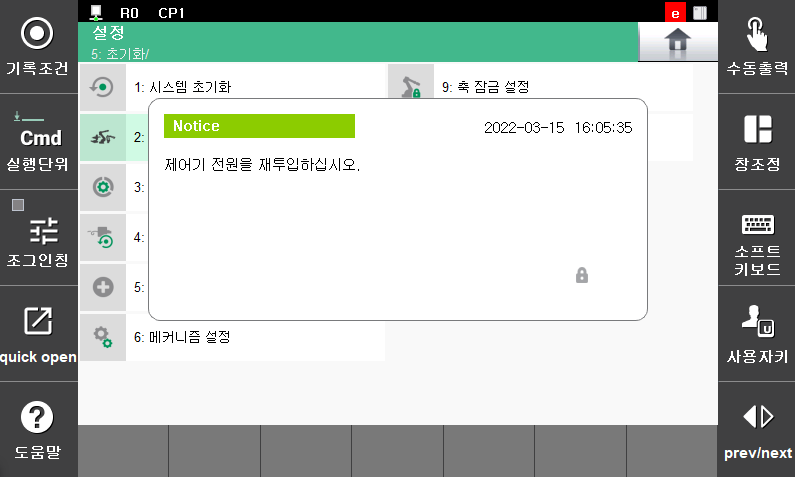 R0 CP1 e
설정
5: 초기화/
기록조건
Cmd
실행단위
조그인칭
quick open
도움말
1: 시스템 초기화
9: 축 잠금 설정
2:
3:
4:
5:
6: 메커니즘 설정
Notice
2022-03-15 16:05:35
제어기 전원을 재투입하십시오.
수동출력
창조정
소프트
키보드
U
사용자키
prev/next